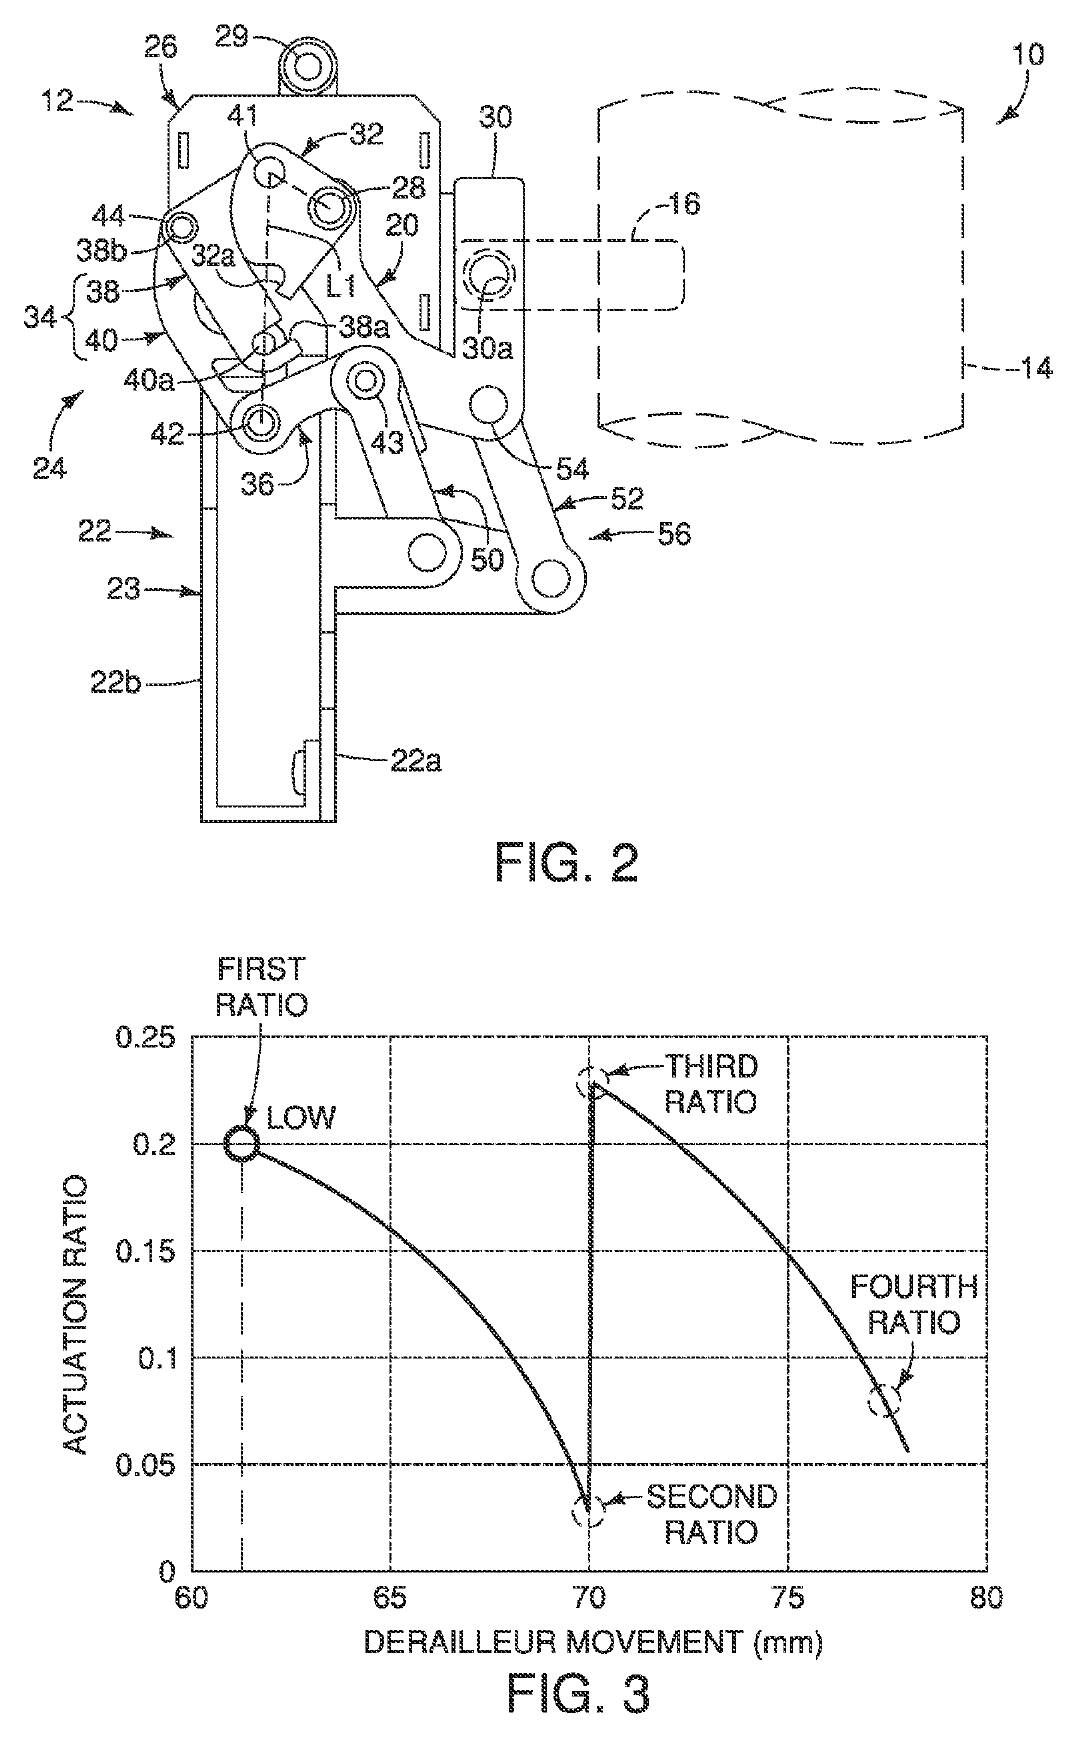 29
26
10
12
41
32
30
28
16
44
20
38b
32a
38
L1
34
38a
40
30a
40a
14
42
43
24
36
54
52
22
50
56
23
22b
22a
FIG. 2
FIRST
RATIO
0.25
THIRD
RATIO
LOW
0.2
0.15
FOURTH
RATIO
ACTUATION RATIO
0.1
0.05
SECOND
RATIO
0
60 65 70 75 80
DERAILLEUR MOVEMENT (mm)
FIG. 3